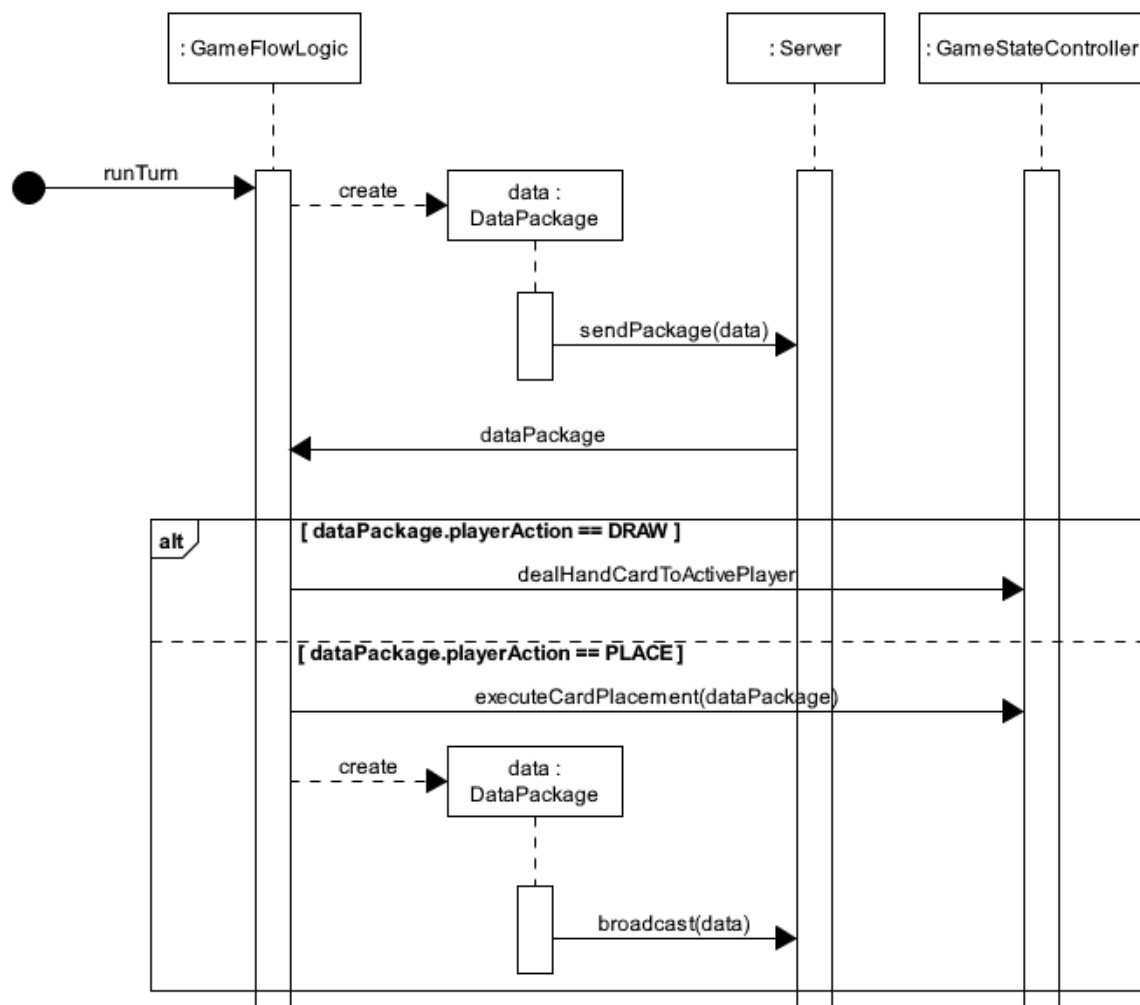 : GameFlowLogic
: Server
: GameStateController
runTurn
create
data :
DataPackage
sendPackage(data)
dataPackage
alt
[ dataPackage.playerAction == DRAW ]
dealHandCardToActivePlayer
[ dataPackage.playerAction == PLACE ]
executeCardPlacement(dataPackage)
create
data :
DataPackage
broadcast(data)